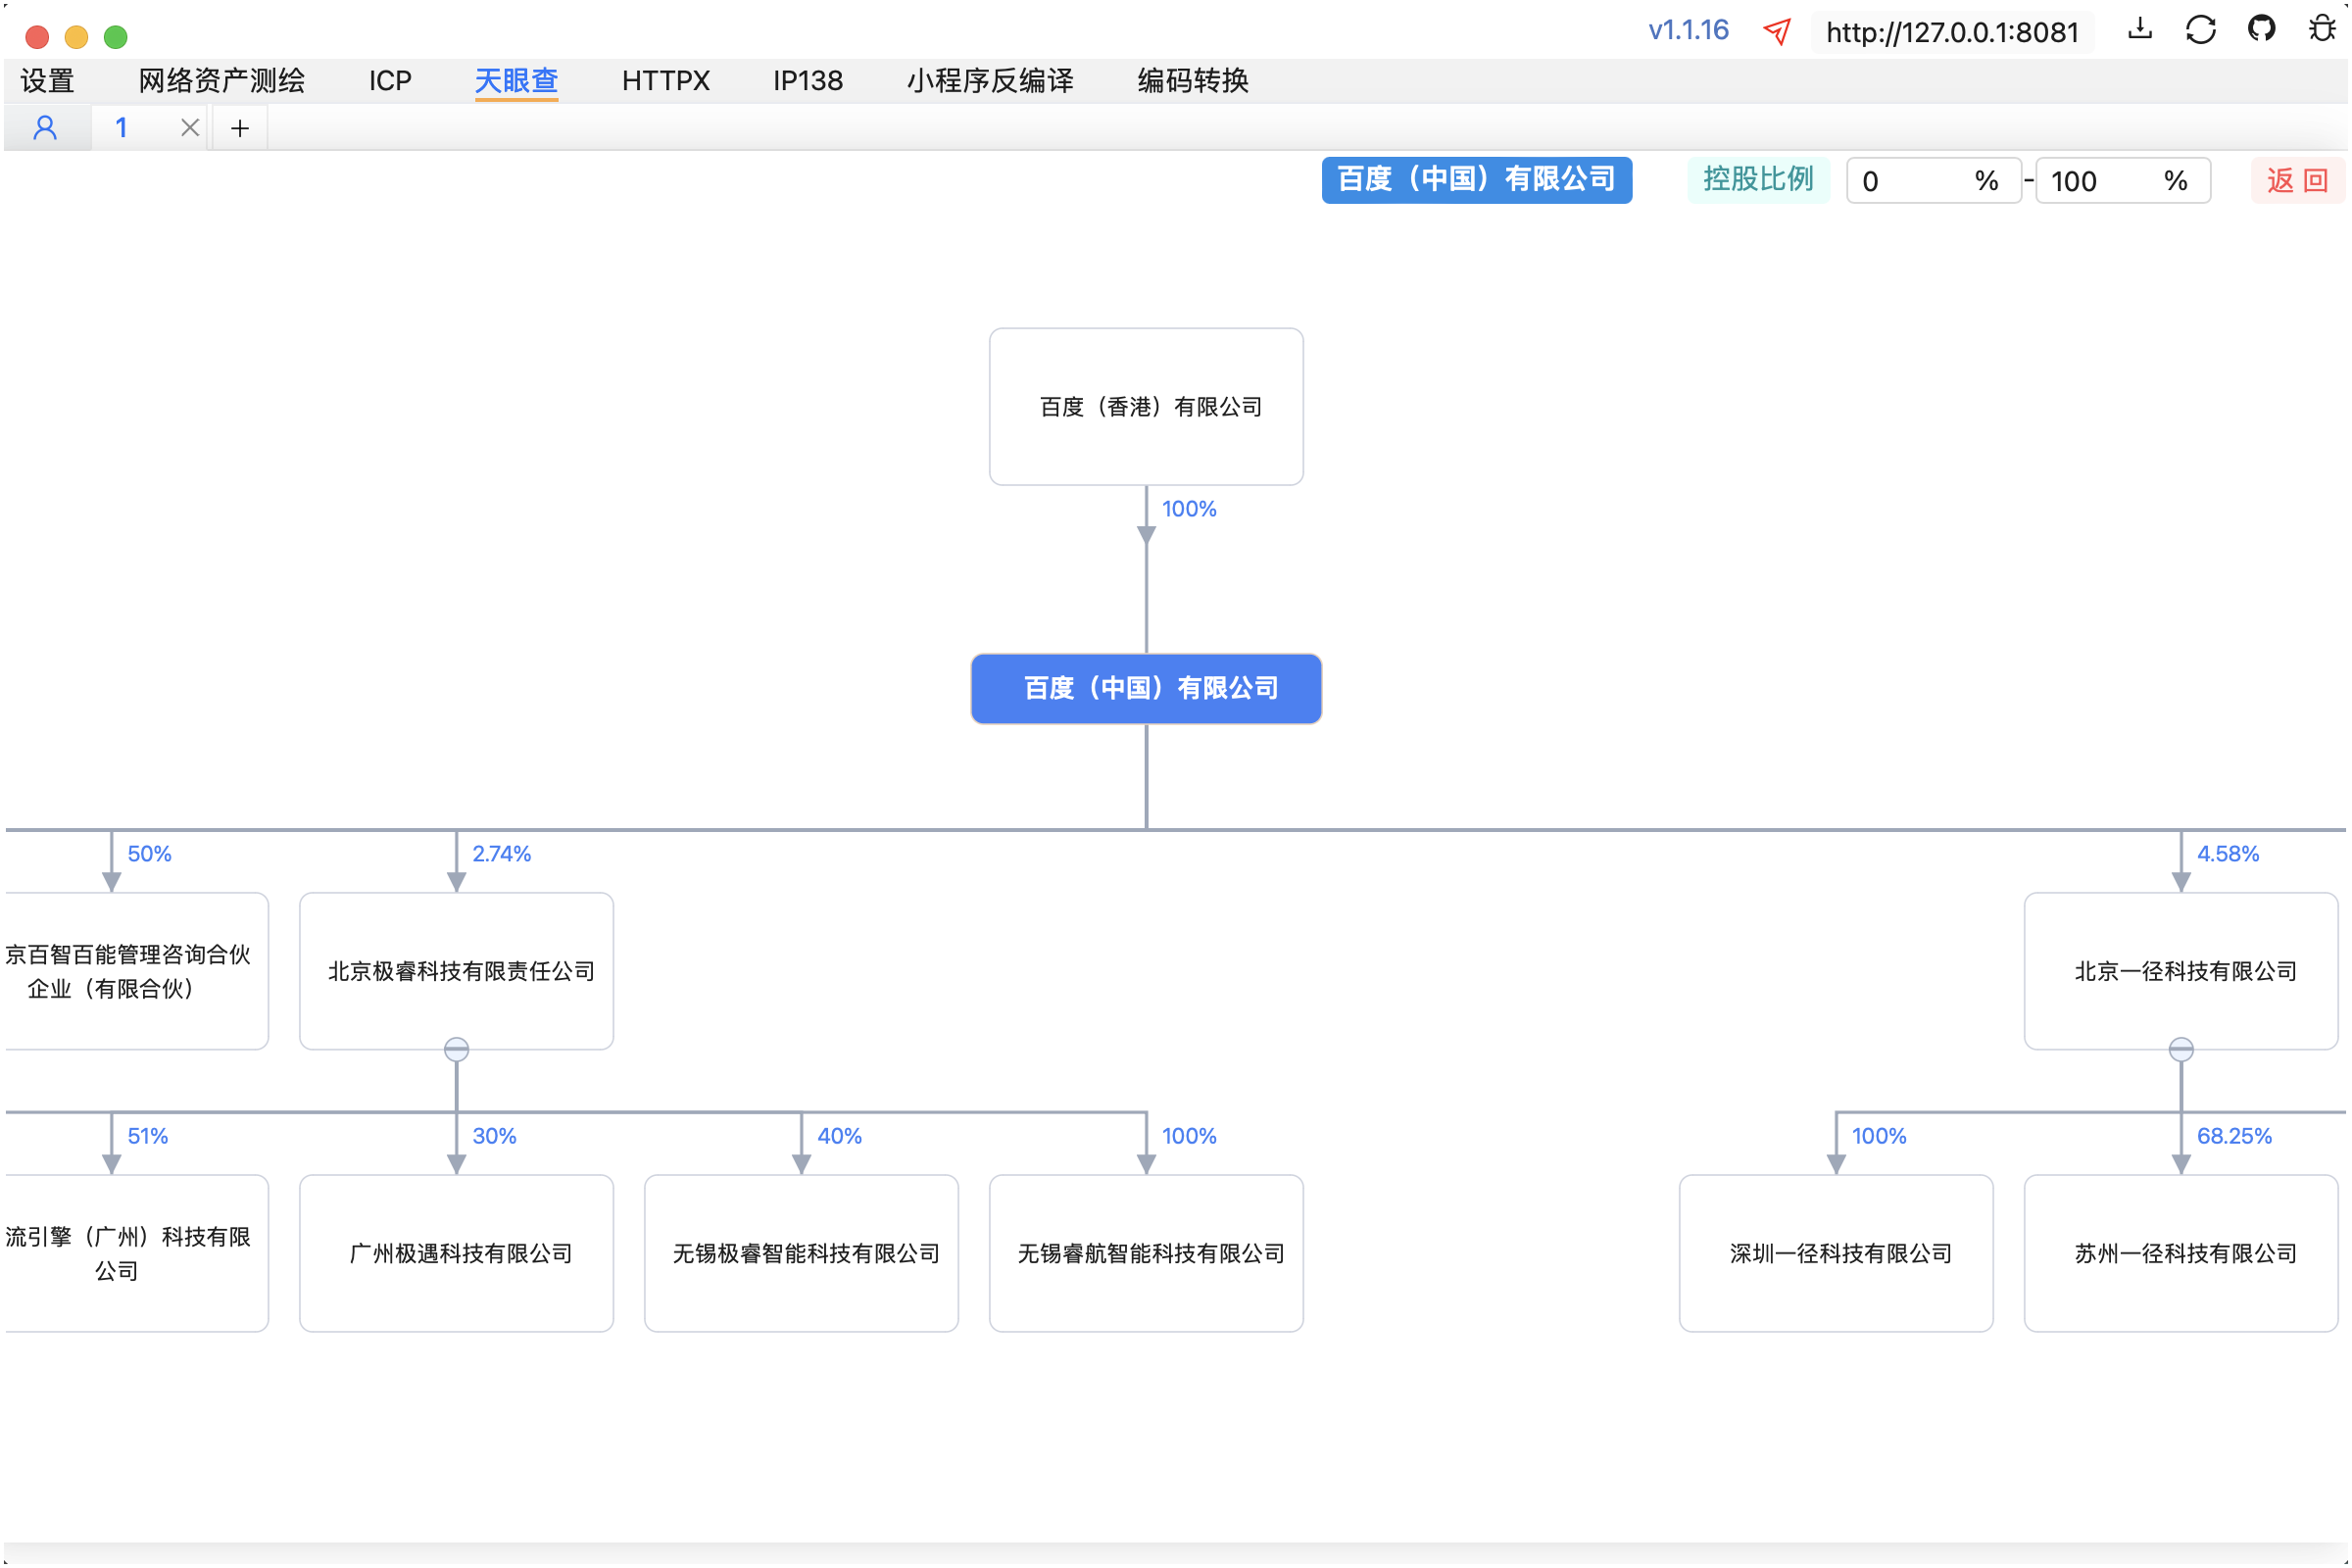 v1.1.16
http://127.0.0.1:8081
设置 网络资产测绘 ICP 天眼查 HTTPX IP138 小程序反编译 编码转换
1
百度（中国）有限公司 控股比例 0 % - 100 % 返 回
百度（香港）有限公司
100%
百度（中国）有限公司
50% 2.74% 4.58%
京百智百能管理咨询合伙
企业（有限合伙）
北京极睿科技有限责任公司
北京一径科技有限公司
51% 30% 40% 100% 100% 68.25%
流引擎（广州）科技有限
公司
广州极遇科技有限公司
无锡极睿智能科技有限公司
无锡睿航智能科技有限公司
深圳一径科技有限公司
苏州一径科技有限公司